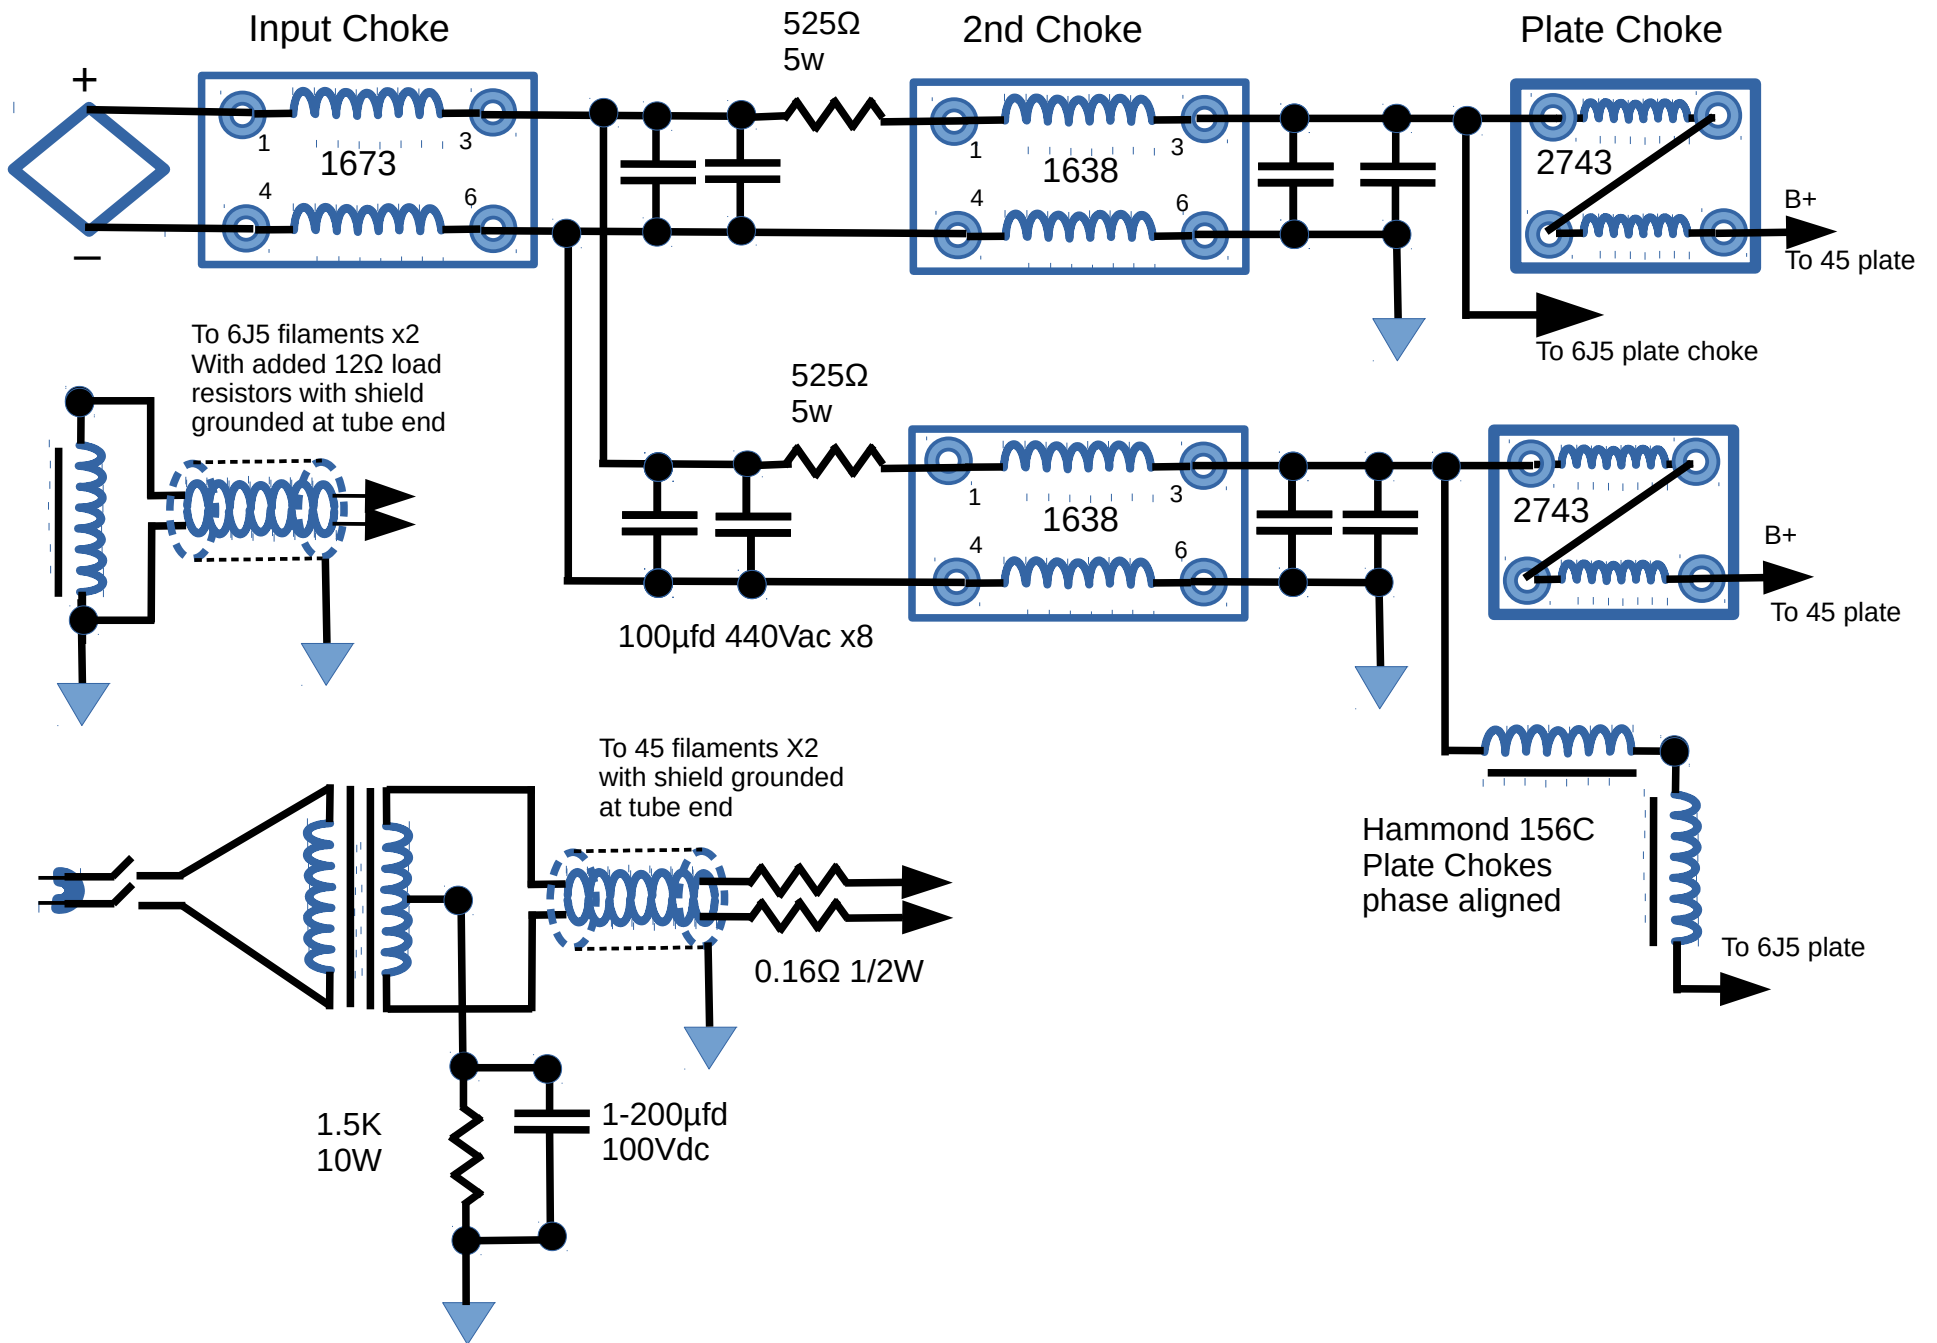 Input Choke
525Ω
5w
2nd Choke
Plate Choke
+
1
3
1673
4
6
−
1
3
1638
4
6
2743
B+
To 45 plate
To 6J5 plate choke
To 6J5 filaments x2
With added 12Ω load
resistors with shield
grounded at tube end
525Ω
5w
1
3
1638
4
6
2743
B+
To 45 plate
100µfd 440Vac x8
To 45 filaments X2
with shield grounded
at tube end
0.16Ω 1/2W
Hammond 156C
Plate Chokes
phase aligned
To 6J5 plate
1.5K
10W
1-200µfd
100Vdc